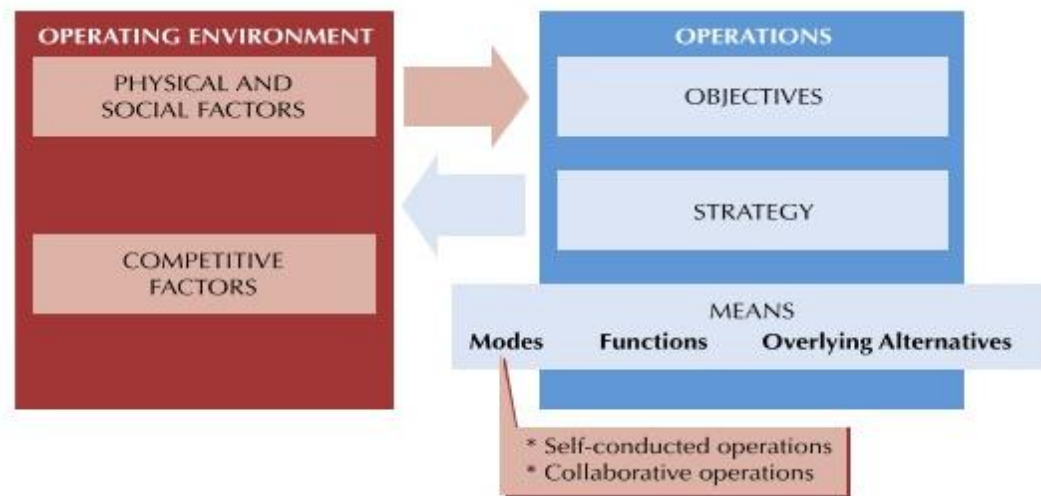 OPERATING ENVIRONMENT
PHYSICAL AND
SOCIAL FACTORS
COMPETITIVE
FACTORS
OPERATIONS
OBJECTIVES
STRATEGY
MEANS
Modes Functions Overlying Alternatives
* Self-conducted operations
* Collaborative operations